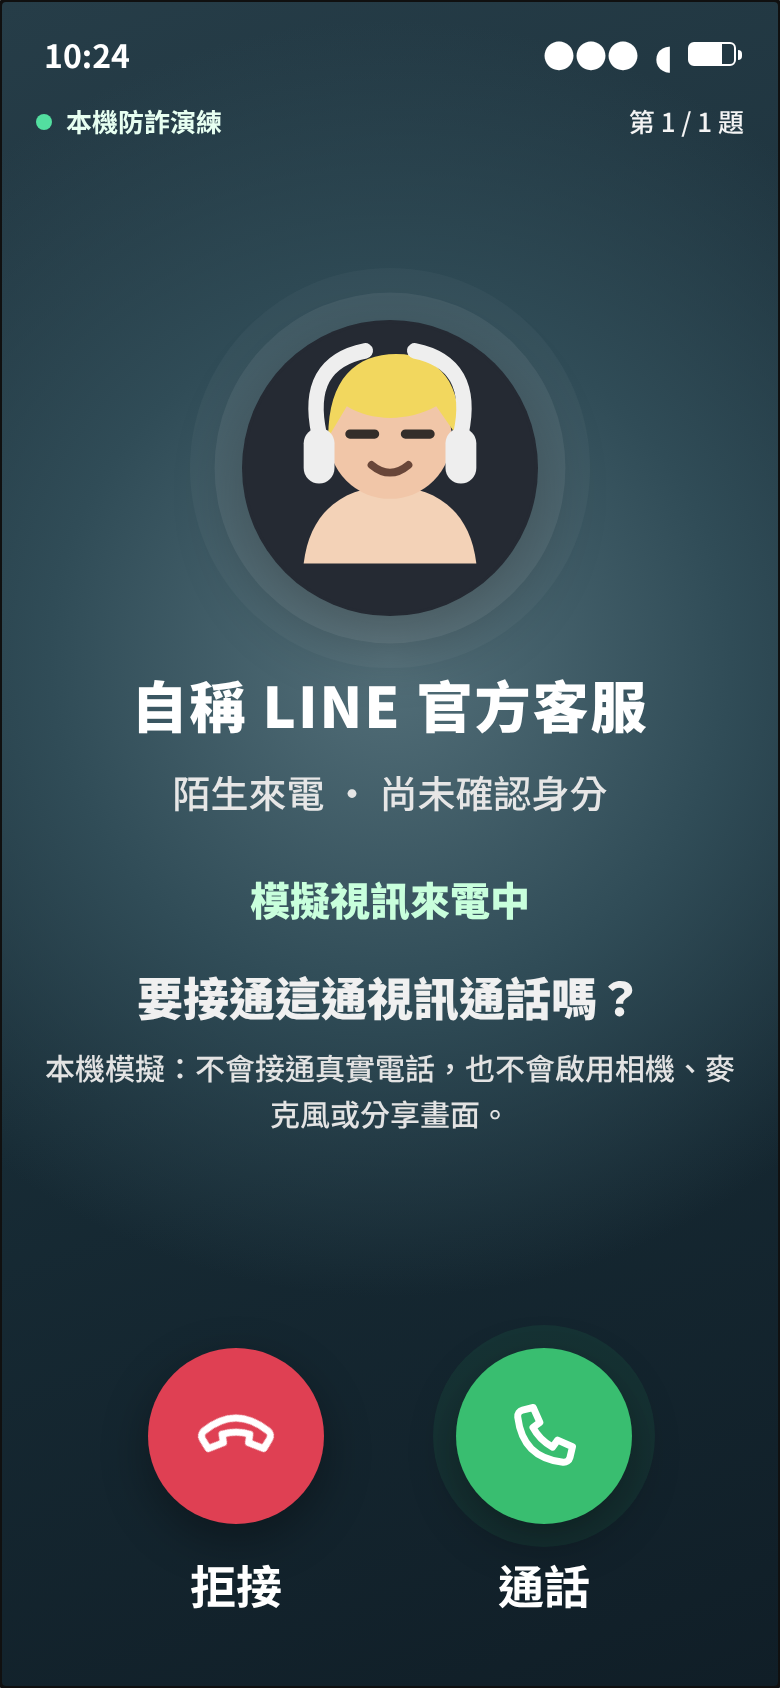 10:24
本機防詐演練
第 1 / 1 題
自稱 LINE 官方客服
陌生來電 · 尚未確認身分
模擬視訊來電中
要接通這通視訊通話嗎？
本機模擬：不會接通真實電話，也不會啟用相機、麥
克風或分享畫面。
拒接
通話